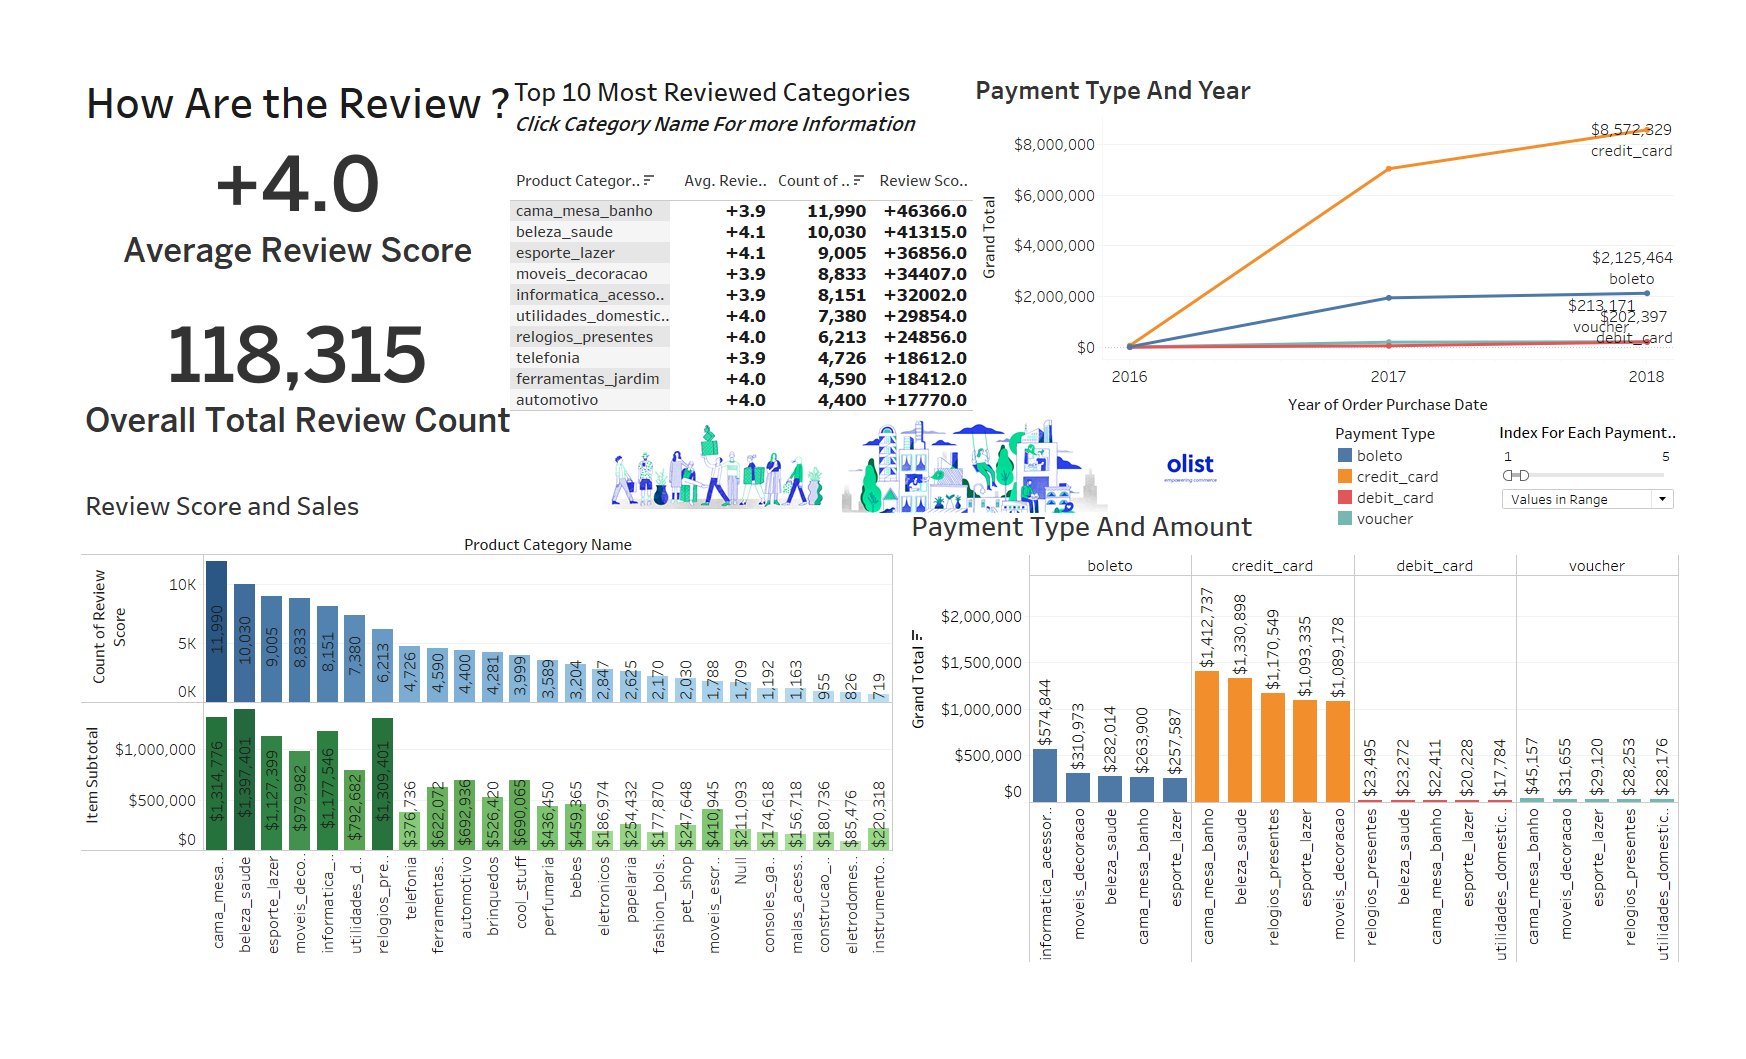 How Are the Review ?
+4.0
Average Review Score
118,315
Overall Total Review Count
Top 10 Most Reviewed Categories
Click Category Name For more Information
Product Categor.. Avg. Revie.. Count of .. Review Sco..
cama_mesa_banho +3.9 11,990 +46366.0
beleza_saude +4.1 10,030 +41315.0
esporte_lazer +4.1 9,005 +36856.0
moveis_decoracao +3.9 8,833 +34407.0
informatica_acesso.. +3.9 8,151 +32002.0
utilidades_domestic.. +4.0 7,380 +29854.0
relogios_presentes +4.0 6,213 +24856.0
telefonia +3.9 4,726 +18612.0
ferramentas_jardim +4.0 4,590 +18412.0
automotivo +4.0 4,400 +17770.0
Payment Type And Year
Grand Total
$8,000,000
$6,000,000
$4,000,000
$2,000,000
$0
$8,572,329
credit_card
$2,125,464
boleto
$213,171
voucher
$202,397
debit_card
2016 2017 2018
Year of Order Purchase Date
Payment Type
boleto
credit_card
debit_card
voucher
Index For Each Payment..
1 5
Values in Range
olist
empowering commerce
Review Score and Sales
Product Category Name
Count of Review
Score
10K
5K
0K
11,990 10,030 9,005 8,833 8,151 7,380 6,213 4,726 4,590 4,400 4,281 3,999 3,589 3,204 2,847 2,625 2,170 2,030 1,788 1,709 1,192 1,163 955 826 719
Item Subtotal
$1,000,000
$500,000
$0
$1,314,776 $1,397,401 $1,127,399 $979,982 $1,177,546 $792,682 $1,309,401 $376,736 $622,072 $692,936 $526,420 $690,065 $436,450 $459,365 $186,974 $254,432 $177,870 $247,648 $410,945 $211,093 $174,618 $156,718 $180,736 $85,476 $220,318
cama_mesa.. beleza_saude esporte_lazer moveis_deco.. informatica_.. utilidades_d.. relogios_pre.. telefonia ferramentas.. automotivo brinquedos cool_stuff perfumaria bebes eletronicos papelaria fashion_bols.. pet_shop moveis_escr.. Null consoles_ga.. malas_acess.. construcao_.. eletrodomes.. instrumento..
Payment Type And Amount
boleto credit_card debit_card voucher
Grand Total
$2,000,000
$1,500,000
$1,000,000
$500,000
$0
$574,844 $310,973 $282,014 $263,900 $257,587 $1,412,737 $1,330,898 $1,170,549 $1,093,335 $1,089,178 $23,495 $23,272 $22,411 $20,228 $17,784 $45,157 $31,655 $29,120 $28,253 $28,176
informatica_acessor.. moveis_decoracao beleza_saude cama_mesa_banho esporte_lazer cama_mesa_banho beleza_saude relogios_presentes esporte_lazer moveis_decoracao relogios_presentes beleza_saude cama_mesa_banho esporte_lazer utilidades_domestic.. cama_mesa_banho moveis_decoracao esporte_lazer relogios_presentes utilidades_domestic..